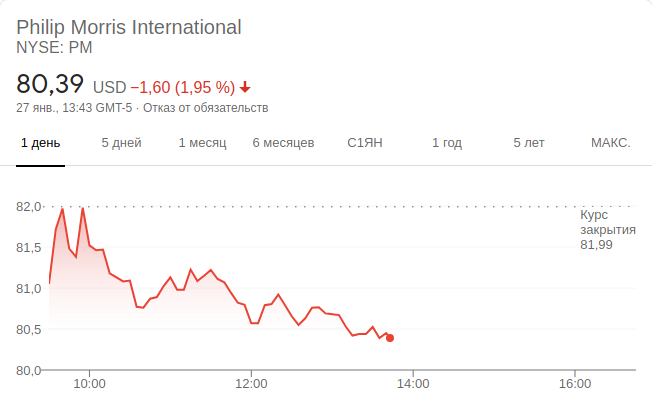 Philip Morris International
NYSE: PM
80,39 USD −1,60 (1,95 %)
27 янв., 13:43 GMT-5 · Отказ от обязательств
1 день 5 дней 1 месяц 6 месяцев С1ЯН 1 год 5 лет МАКС.
82,0
Курс
закрытия
81,99
81,5
81,0
80,5
80,0
10:00 12:00 14:00 16:00